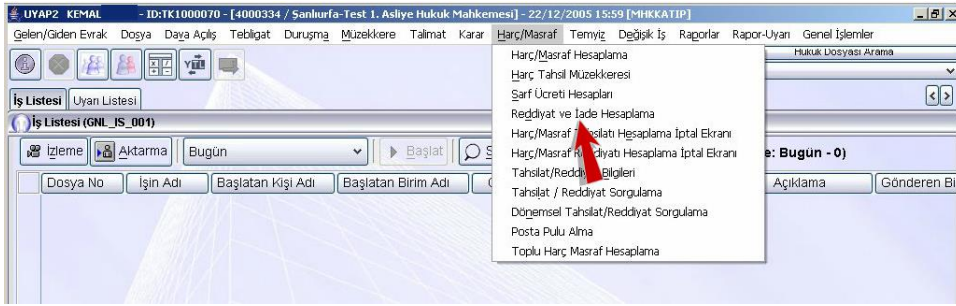 UYAP2 KEMAL - ID:TK1000070 - [4000334 / Şanlıurfa-Test 1. Asliye Hukuk Mahkemesi] - 22/12/2005 15:59 [MHKKATIP]
Gelen/Giden Evrak Dosya Dava Açılış Tebligat Duruşma Müzekkere Talimat Karar Harç/Masraf Temyiz Değişik İş Raporlar Rapor-Uyarı Genel İşlemler
Hukuk Dosyası Arama
İş Listesi Uyarı Listesi
İş Listesi (GNL_IS_001)
İzleme Aktarma Bugün Başlat S
e: Bugün - 0)
Dosya No İşin Adı Başlatan Kişi Adı Başlatan Birim Adı Açıklama Gönderen Bi
Harç/Masraf Hesaplama
Harç Tahsil Müzekkeresi
Sarf Ücreti Hesapları
Reddiyat ve İade Hesaplama
Harç/Masraf Tahsilatı Hesaplama İptal Ekranı
Harç/Masraf Reddiyatı Hesaplama İptal Ekranı
Tahsilat/Reddiyat Bilgileri
Tahsilat / Reddiyat Sorgulama
Dönemsel Tahsilat/Reddiyat Sorgulama
Posta Pulu Alma
Toplu Harç Masraf Hesaplama